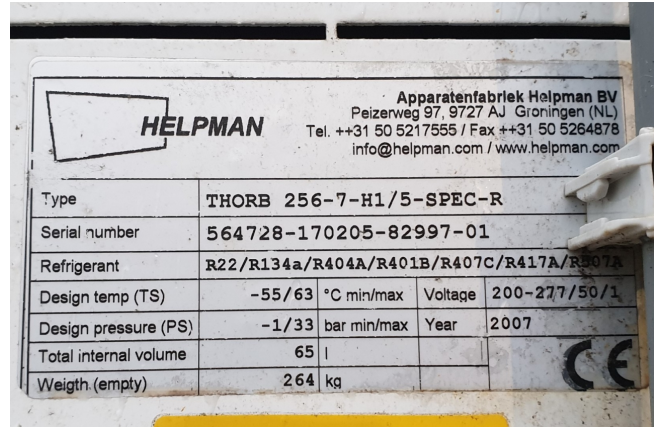 HELPMAN
Apparatenfabriek Helpman BV
Peizerweg 97, 9727 AJ Groningen (NL)
Tel. ++31 50 5217555 / Fax ++31 50 5264878
info@helpman.com / www.helpman.com
Type THORB 256-7-H1/5-SPEC-R
Serial number 564728-170205-82997-01
Refrigerant R22/R134a/R404A/R401B/R407C/R417A/R507A
Design temp (TS) -55/63 °C min/max Voltage 200-277/50/1
Design pressure (PS) -1/33 bar min/max Year 2007
Total internal volume 65 l
Weigth (empty) 264 kg
CE